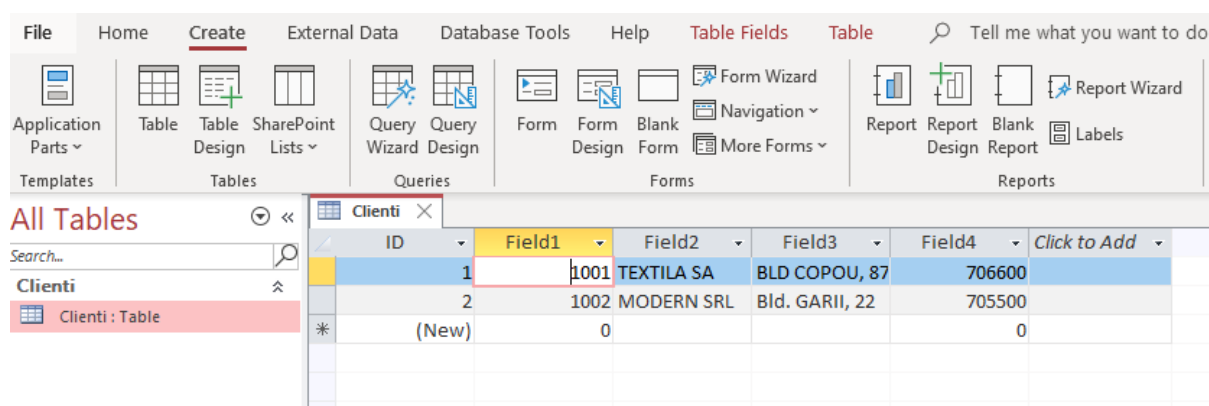 File Home Create External Data Database Tools Help Table Fields Table Tell me what you want to do
Application Parts
Table
Table Design
SharePoint Lists
Query Wizard
Query Design
Form
Form Design
Blank Form
Form Wizard
Navigation
More Forms
Report
Report Design
Blank Report
Report Wizard
Labels
Templates Tables Queries Forms Reports
All Tables
Search...
Clienti
Clienti : Table
Clienti
ID Field1 Field2 Field3 Field4 Click to Add
1 1001 TEXTILA SA BLD COPOU, 87 706600
2 1002 MODERN SRL Bld. GARII, 22 705500
* (New) 0 0